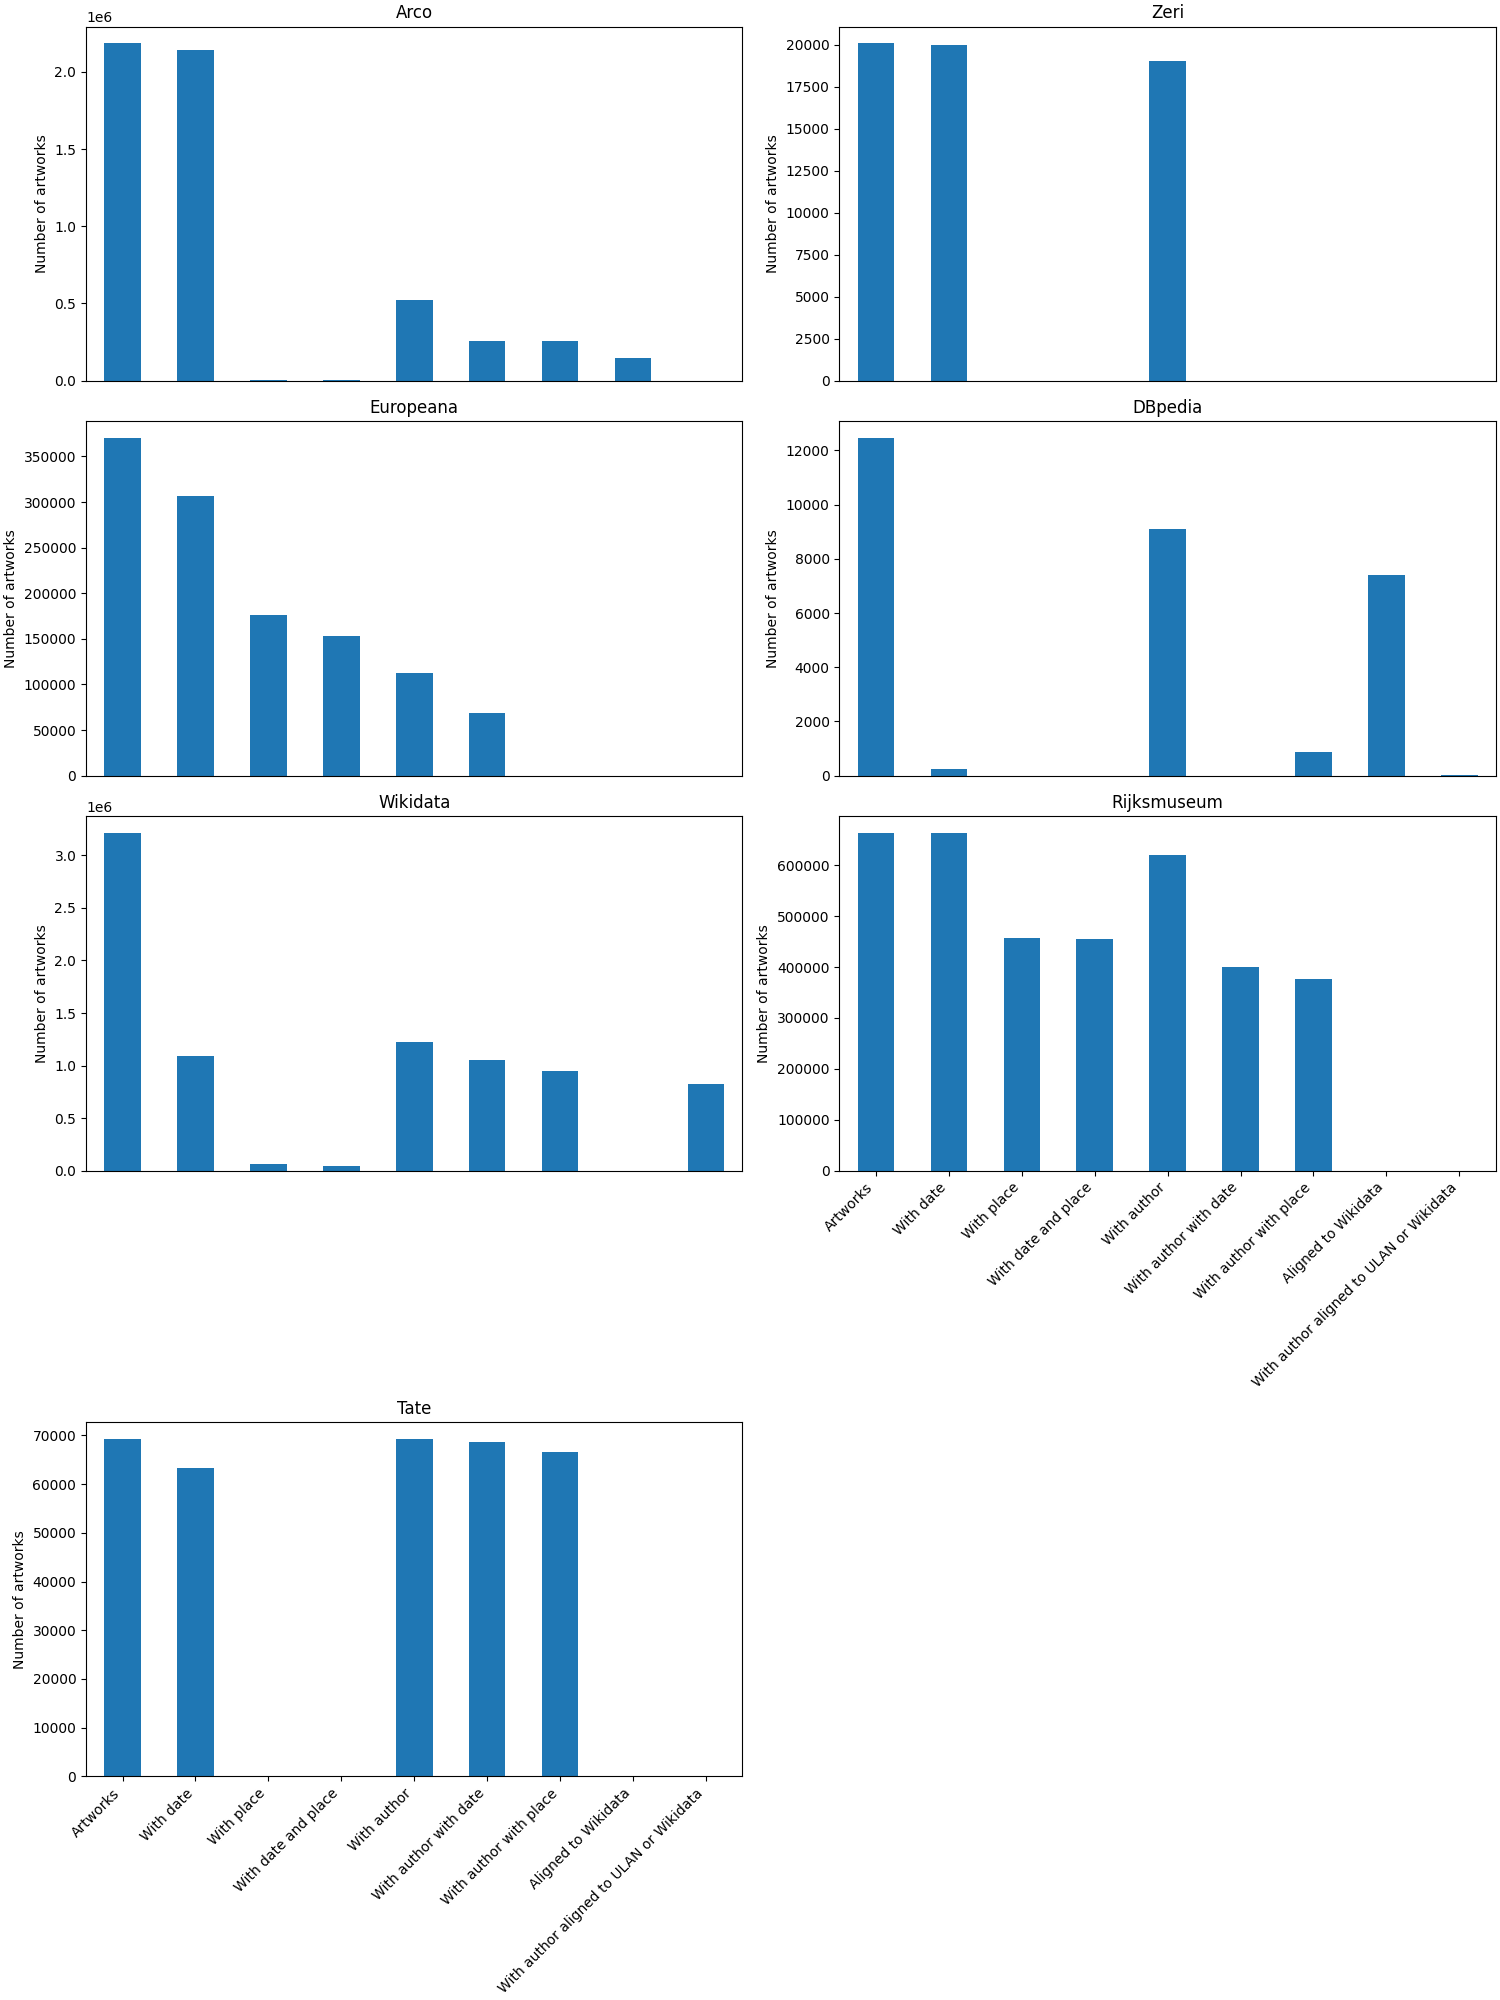 Arco
1e6
2.0
1.5
1.0
0.5
0.0
Number of artworks
Zeri
20000
17500
15000
12500
10000
7500
5000
2500
0
Number of artworks
Europeana
350000
300000
250000
200000
150000
100000
50000
0
Number of artworks
DBpedia
12000
10000
8000
6000
4000
2000
0
Number of artworks
Wikidata
1e6
3.0
2.5
2.0
1.5
1.0
0.5
0.0
Number of artworks
Rijksmuseum
600000
500000
400000
300000
200000
100000
0
Number of artworks
Artworks
With date
With place
With date and place
With author
With author with date
With author with place
Aligned to Wikidata
With author aligned to ULAN or Wikidata
Tate
70000
60000
50000
40000
30000
20000
10000
0
Number of artworks
Artworks
With date
With place
With date and place
With author
With author with date
With author with place
Aligned to Wikidata
With author aligned to ULAN or Wikidata